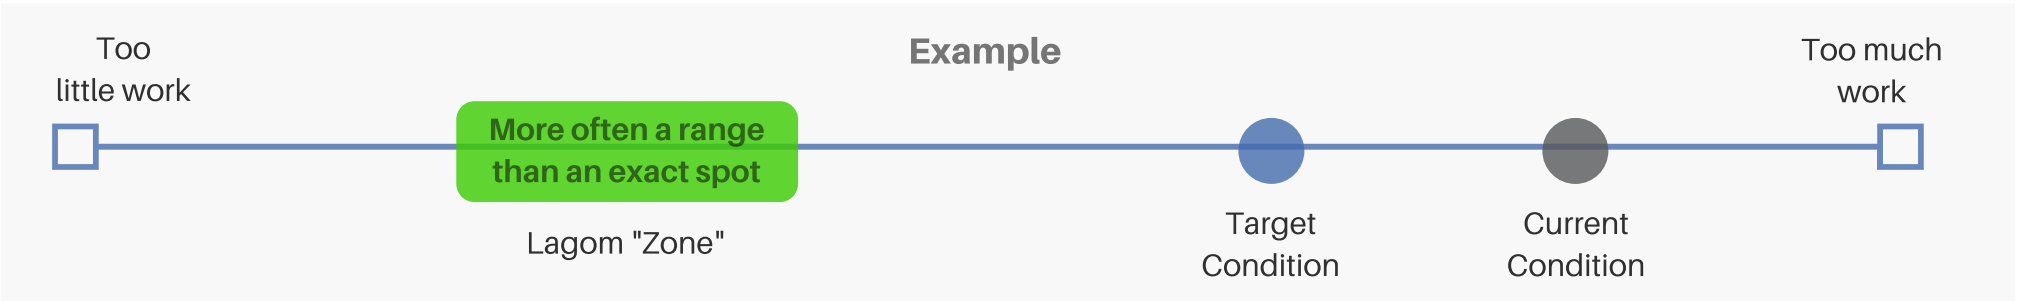 Example
Too
little work
More often a range
than an exact spot
Lagom "Zone"
Target
Condition
Current
Condition
Too much
work